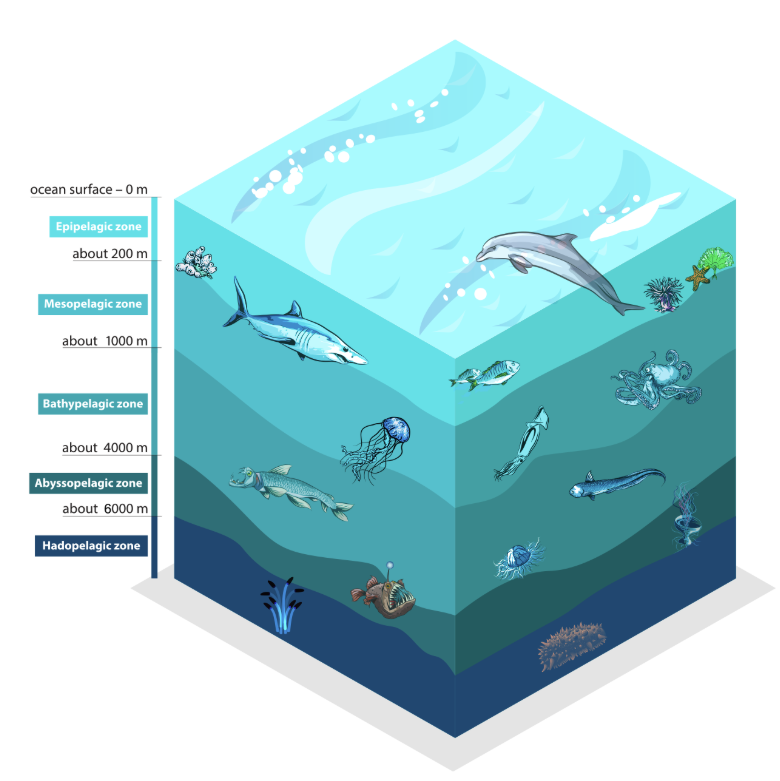 ocean surface – 0 m
Epipelagic zone
about 200 m
Mesopelagic zone
about 1000 m
Bathypelagic zone
about 4000 m
Abyssopelagic zone
about 6000 m
Hadopelagic zone